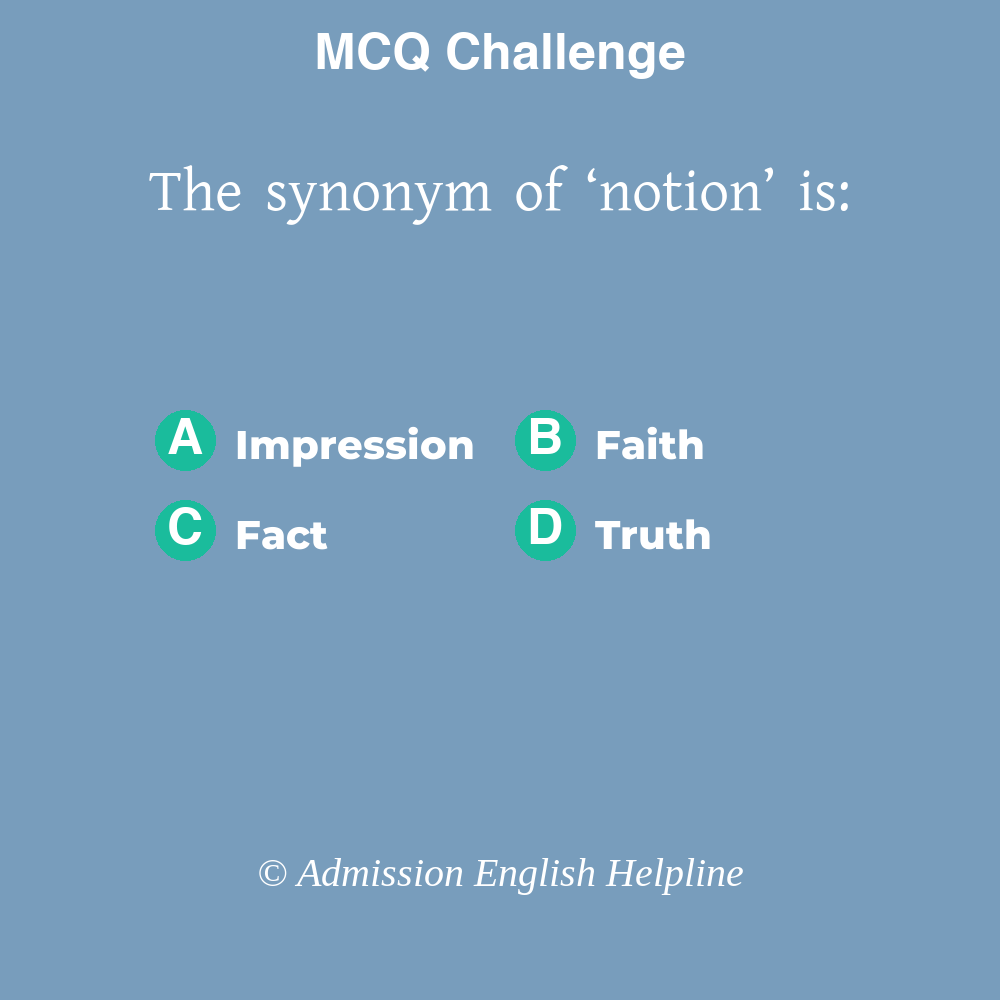 MCQ Challenge
The synonym of ‘notion’ is:
A Impression B Faith
C Fact D Truth
© Admission English Helpline